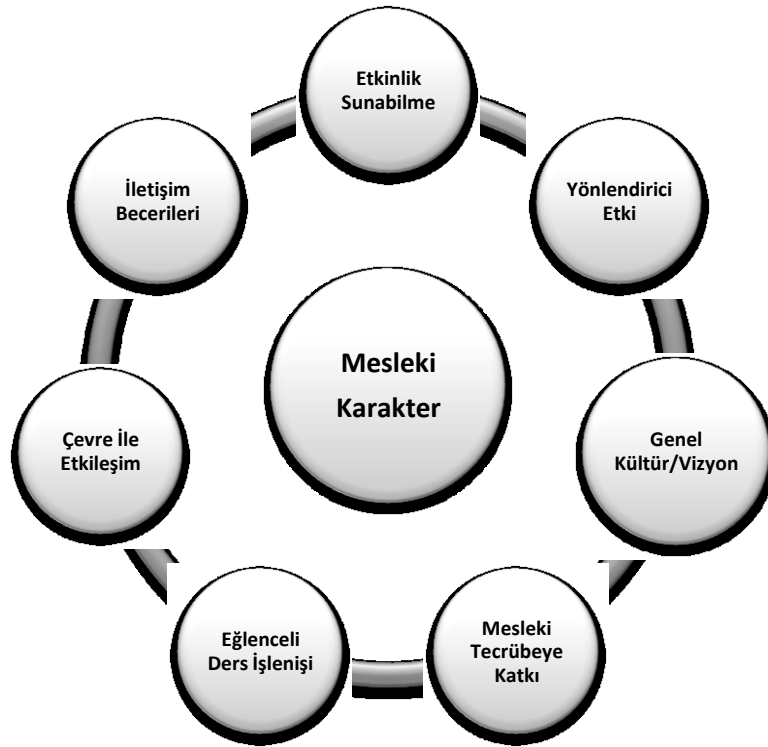 Etkinlik
Sunabilme
Yönlendirici
Etki
Genel
Kültür/Vizyon
Mesleki
Tecrübeye
Katkı
Eğlenceli
Ders İşlenişi
Çevre İle
Etkileşim
İletişim
Becerileri
Mesleki
Karakter